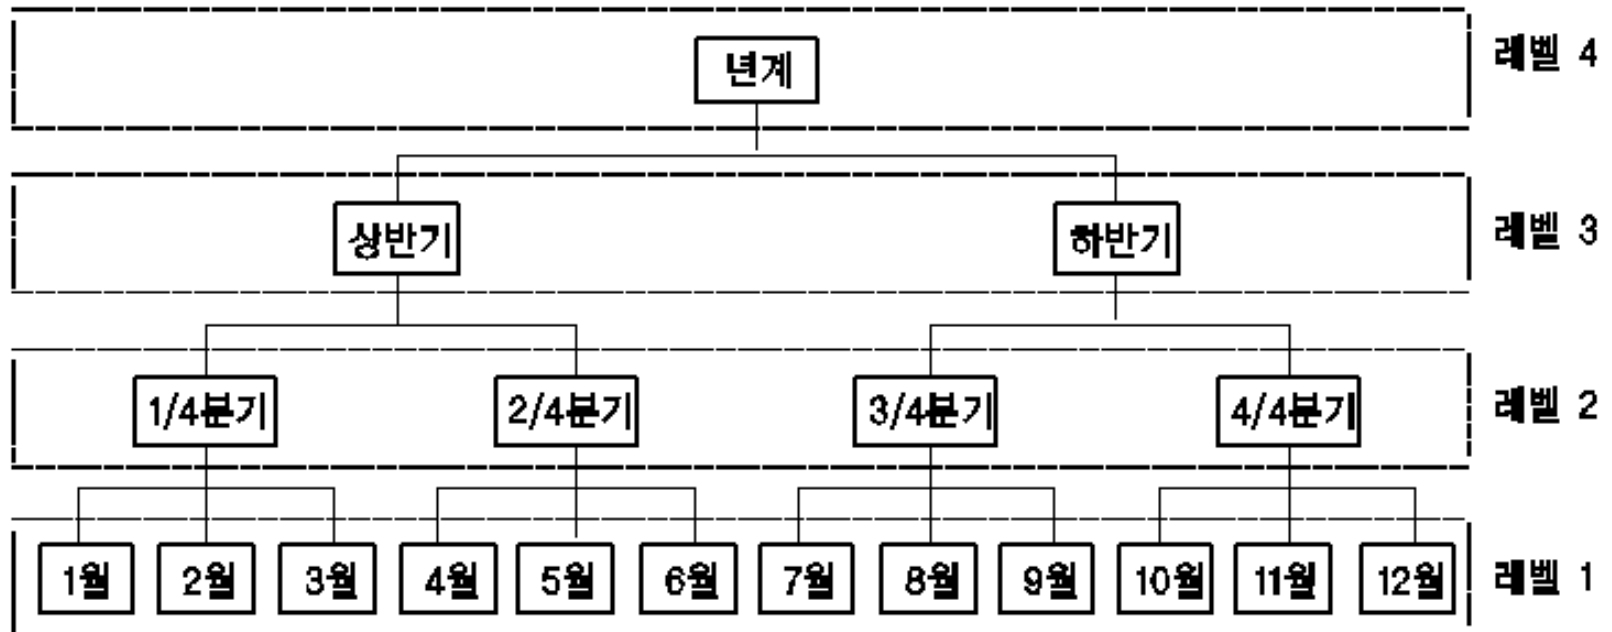 년계
레벨 4
상반기
하반기
레벨 3
1/4분기
2/4분기
3/4분기
4/4분기
레벨 2
1월
2월
3월
4월
5월
6월
7월
8월
9월
10월
11월
12월
레벨 1